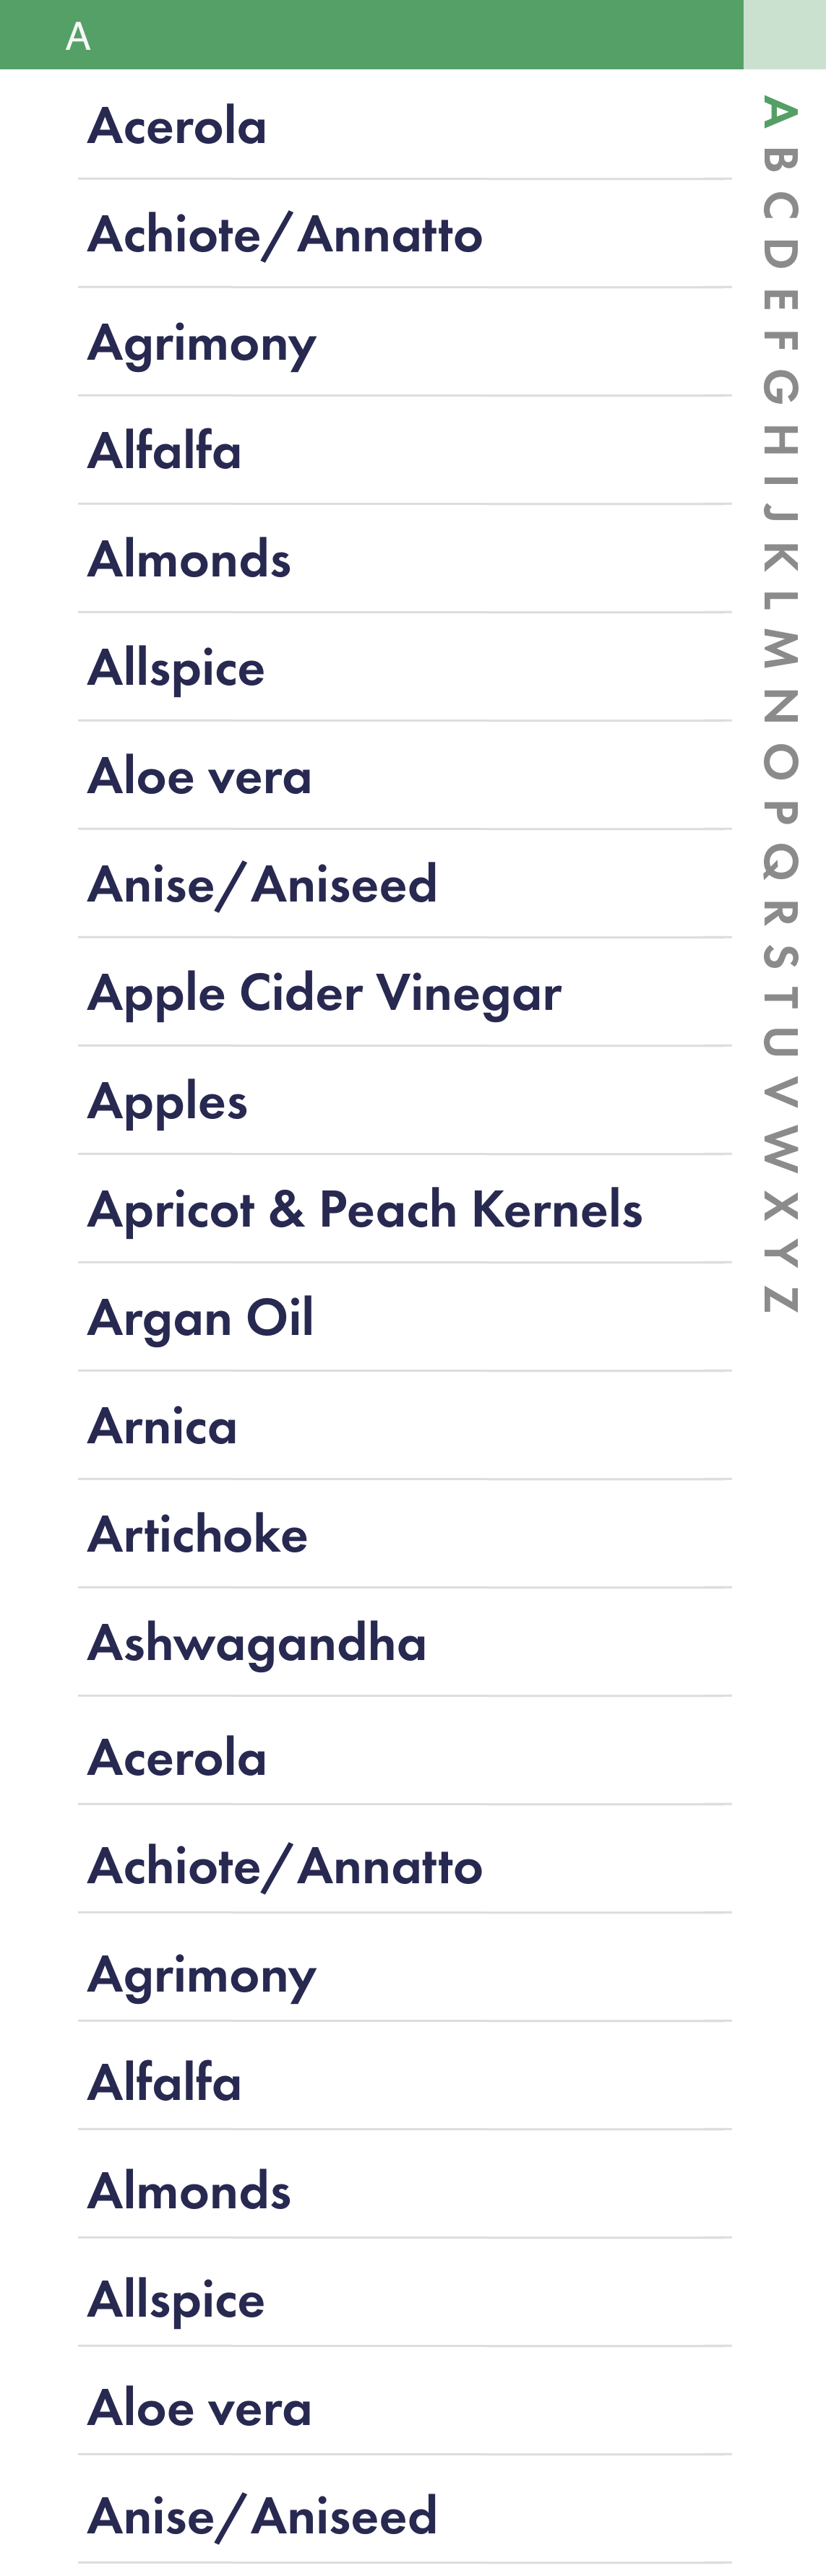 A
Acerola
Achiote/Annatto
Agrimony
Alfalfa
Almonds
Allspice
Aloe vera
Anise/Aniseed
Apple Cider Vinegar
Apples
Apricot & Peach Kernels
Argan Oil
Arnica
Artichoke
Ashwagandha
Acerola
Achiote/Annatto
Agrimony
Alfalfa
Almonds
Allspice
Aloe vera
Anise/Aniseed
A B C D E F G H I J K L M N O P Q R S T U V W X Y Z